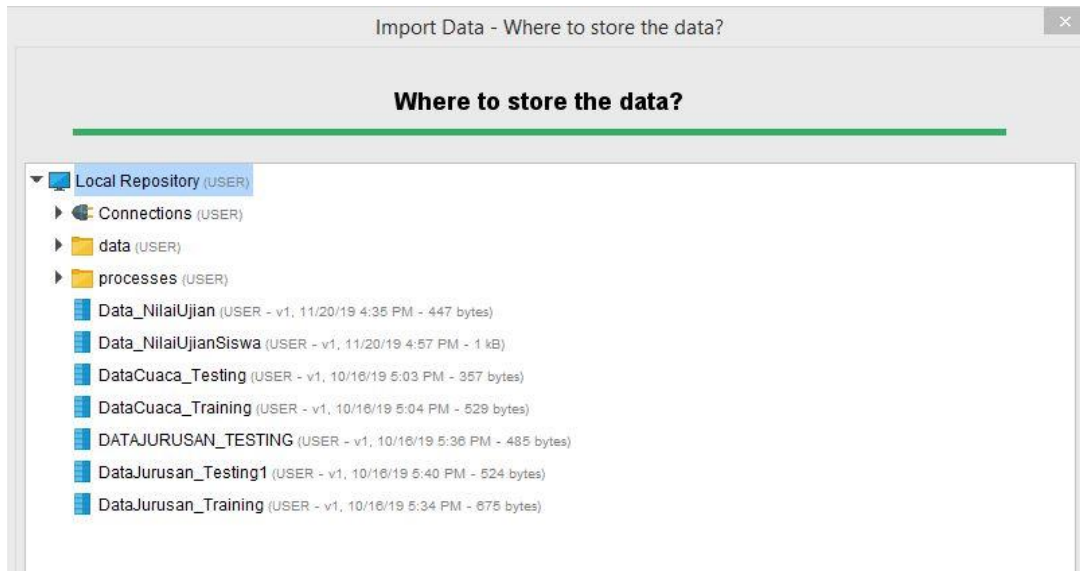 Import Data - Where to store the data?
Where to store the data?
Local Repository (USER)
Connections (USER)
data (USER)
processes (USER)
Data_NilaiUjian (USER - v1, 11/20/19 4:35 PM - 447 bytes)
Data_NilaiUjianSiswa (USER - v1, 11/20/19 4:57 PM - 1 kB)
DataCuaca_Testing (USER - v1, 10/16/19 5:03 PM - 357 bytes)
DataCuaca_Training (USER - v1, 10/16/19 5:04 PM - 529 bytes)
DATAJURUSAN_TESTING (USER - v1, 10/16/19 5:36 PM - 485 bytes)
DataJurusan_Testing1 (USER - v1, 10/16/19 5:40 PM - 524 bytes)
DataJurusan_Training (USER - v1, 10/16/19 5:34 PM - 675 bytes)